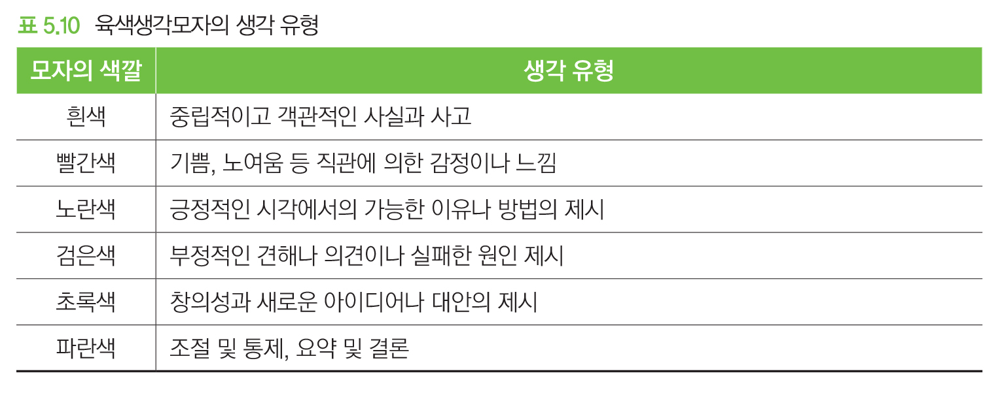 표 5.10 육색생각모자의 생각 유형
모자의 색깔 생각 유형
흰색 중립적이고 객관적인 사실과 사고
빨간색 기쁨, 노여움 등 직관에 의한 감정이나 느낌
노란색 긍정적인 시각에서의 가능한 이유나 방법의 제시
검은색 부정적인 견해나 의견이나 실패한 원인 제시
초록색 창의성과 새로운 아이디어나 대안의 제시
파란색 조절 및 통제, 요약 및 결론